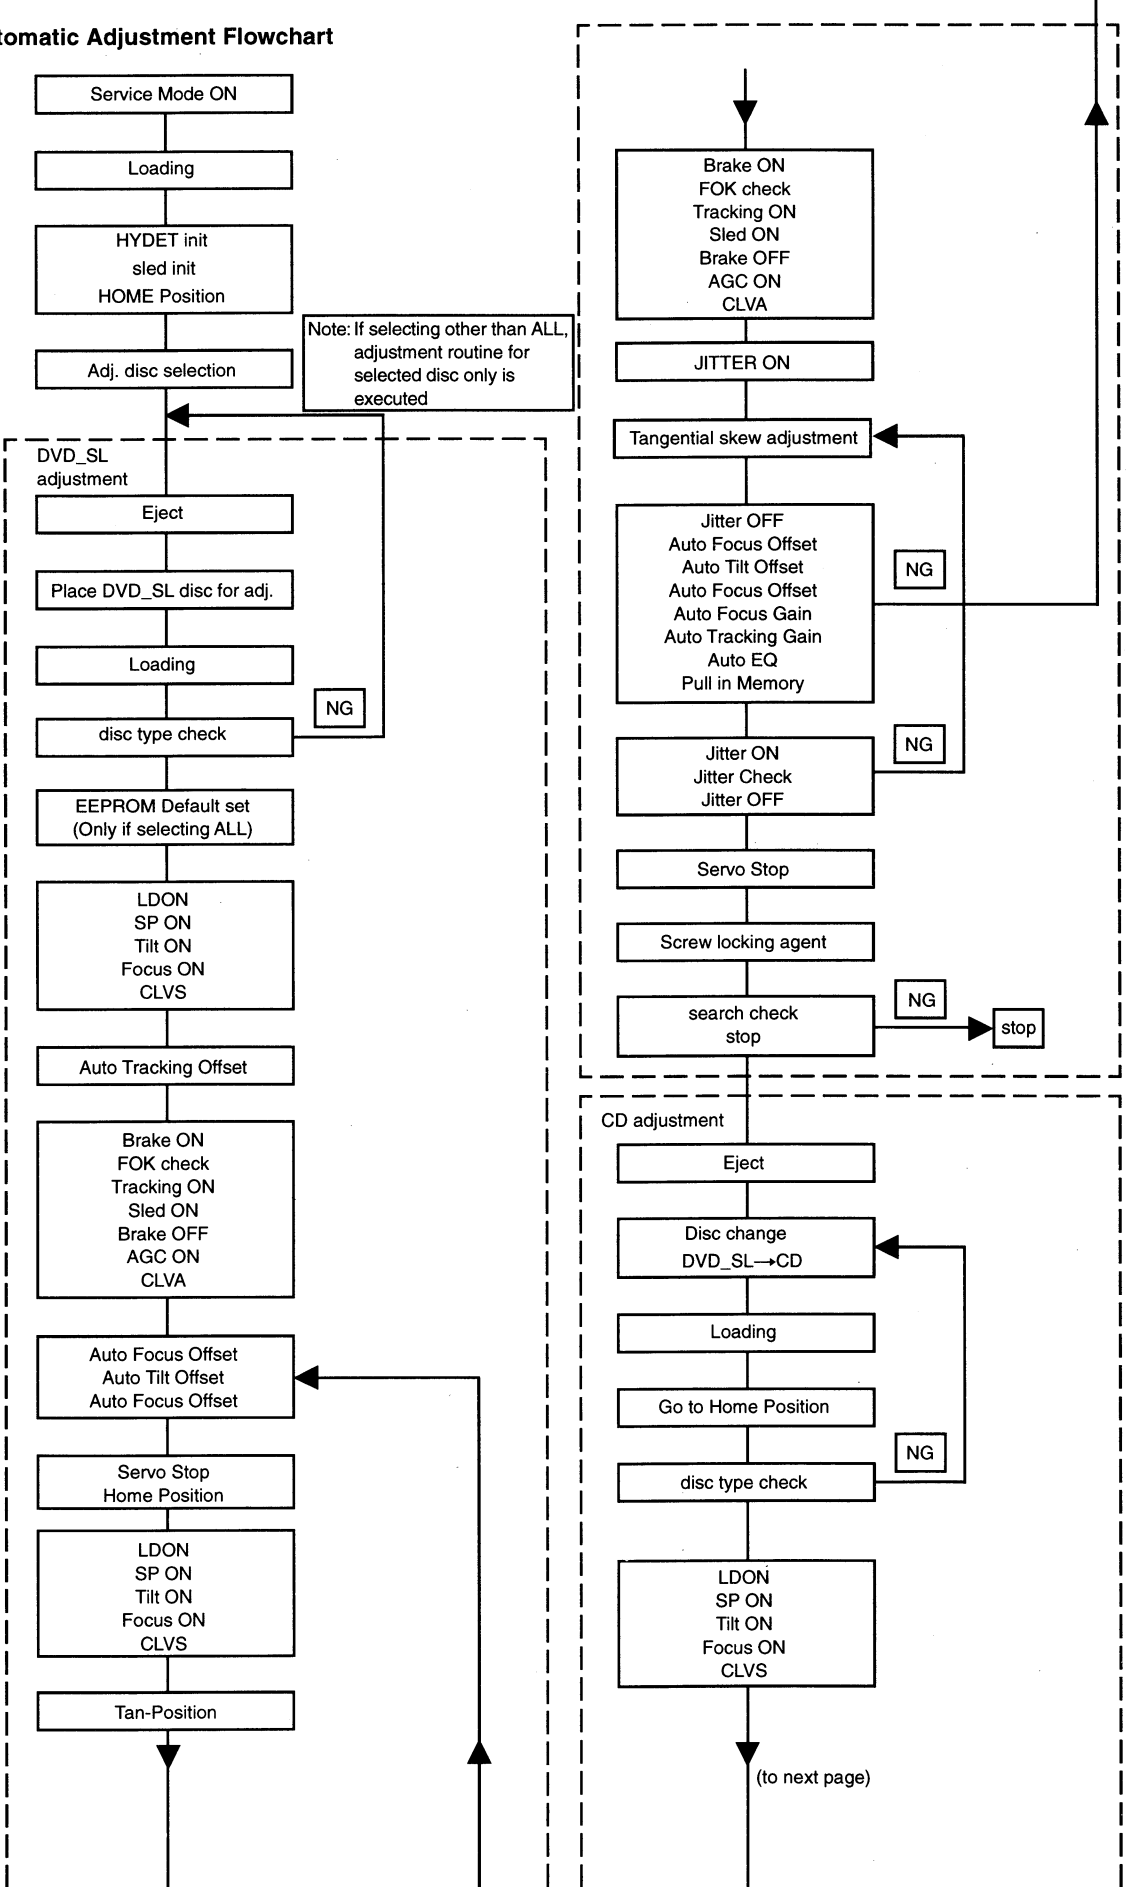 tomatic Adjustment Flowchart
Service Mode ON
Loading
HYDET init
sled init
HOME Position
Note: If selecting other than ALL,
adjustment routine for
selected disc only is
executed
Adj. disc selection
DVD_SL
adjustment
Eject
Place DVD_SL disc for adj.
Loading
NG
disc type check
EEPROM Default set
(Only if selecting ALL)
LDON
SP ON
Tilt ON
Focus ON
CLVS
Auto Tracking Offset
Brake ON
FOK check
Tracking ON
Sled ON
Brake OFF
AGC ON
CLVA
Auto Focus Offset
Auto Tilt Offset
Auto Focus Offset
Servo Stop
Home Position
LDON
SP ON
Tilt ON
Focus ON
CLVS
Tan-Position
Brake ON
FOK check
Tracking ON
Sled ON
Brake OFF
AGC ON
CLVA
JITTER ON
Tangential skew adjustment
Jitter OFF
Auto Focus Offset
Auto Tilt Offset
Auto Focus Offset
Auto Focus Gain
Auto Tracking Gain
Auto EQ
Pull in Memory
NG
Jitter ON
Jitter Check
Jitter OFF
NG
Servo Stop
Screw locking agent
search check
stop
NG
stop
CD adjustment
Eject
Disc change
DVD_SL→CD
Loading
Go to Home Position
NG
disc type check
LDON
SP ON
Tilt ON
Focus ON
CLVS
(to next page)